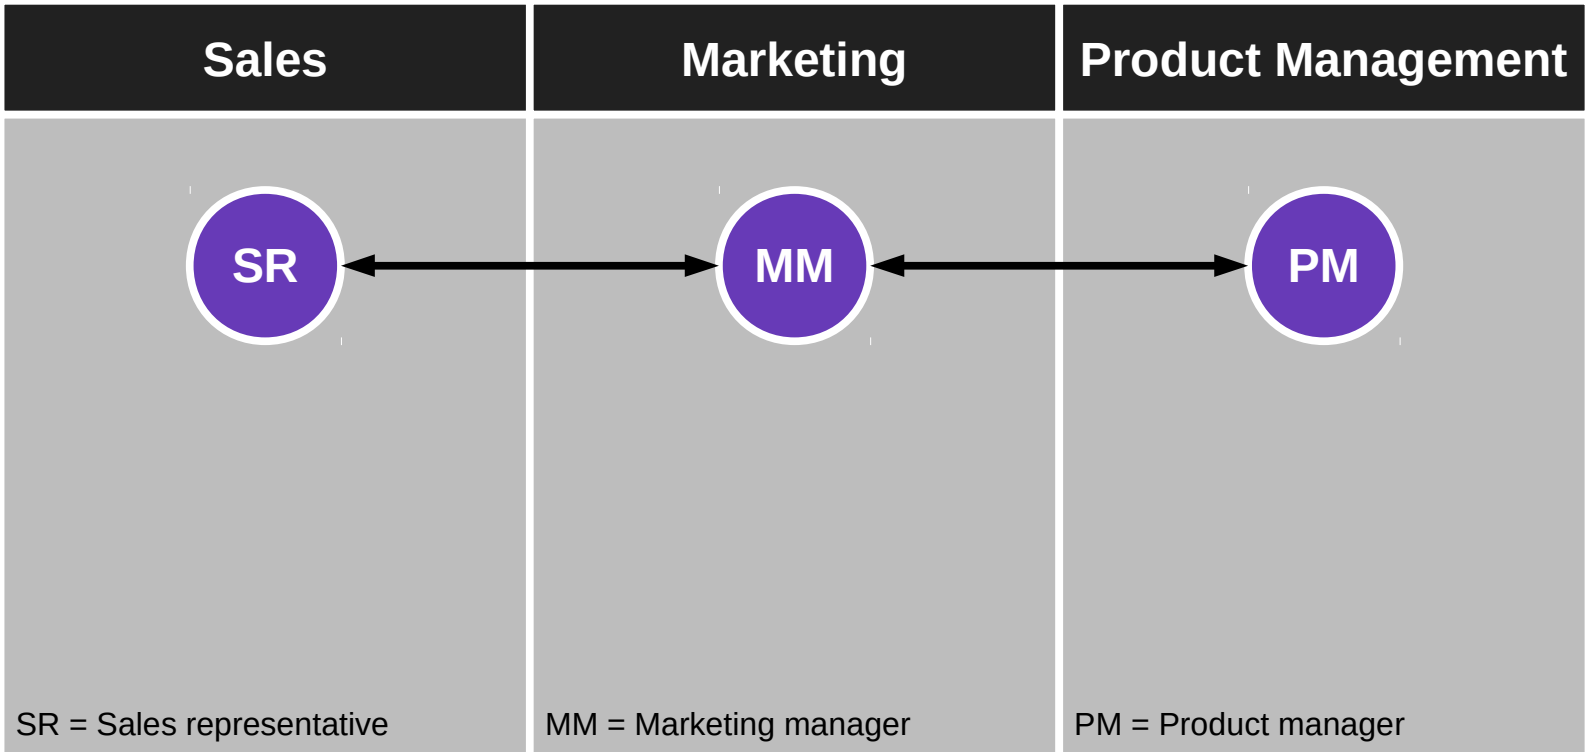 Sales
Marketing
Product Management
SR
MM
PM
SR = Sales representative
MM = Marketing manager
PM = Product manager